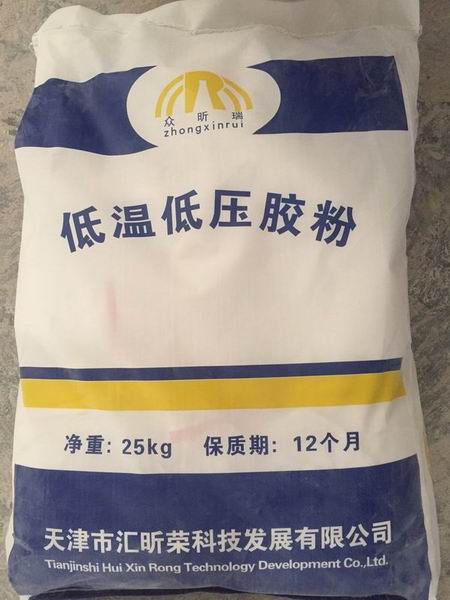 众昕瑞
zhongxinrui
低温低压胶粉
净重: 25kg 保质期: 12个月
天津市汇昕荣科技发展有限公司
Tianjinshi Hui Xin Rong Technology Development Co.,Ltd.